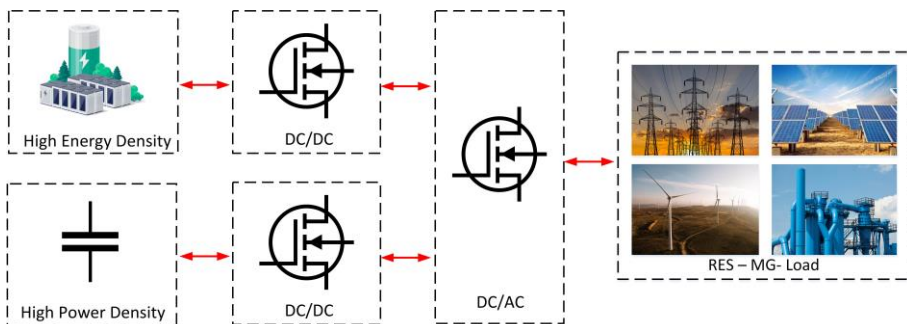 High Energy Density
DC/DC
High Power Density
DC/DC
DC/AC
RES – MG- Load